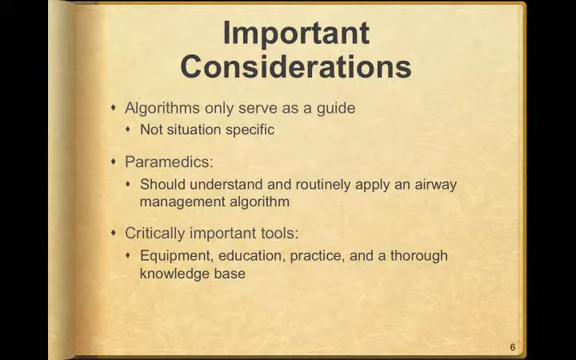 Important
Considerations
Algorithms only serve as a guide
Not situation specific
Paramedics:
Should understand and routinely apply an airway
management algorithm
Critically important tools:
Equipment, education, practice, and a thorough
knowledge base
6